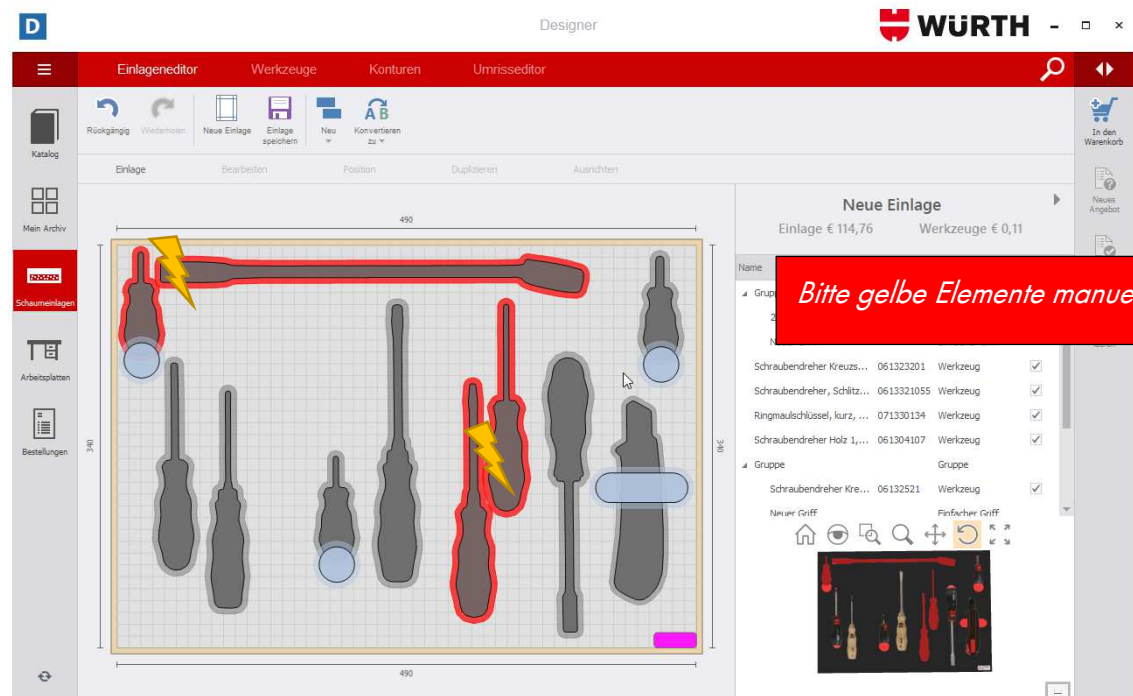 D
Designer
WÜRTH
Einlageneditor
Werkzeuge
Konturen
Umrisseditor
Katalog
Mein Archiv
Schaumeinlagen
Arbeitsplatten
Bestellungen
Rückgängig
Wiederholen
Neue Einlage
Einlage
speichern
Neu
A B
Konvertieren
zu
Einlage
Bearbeiten
Position
Duplizieren
Ausrichten
In den
Warenkorb
Neues
Angebot
490
340
340
490
Neue Einlage
Einlage € 114,76 Werkzeuge € 0,11
Name
Bitte gelbe Elemente manue
Schraubendreher Kreuzs... 061323201 Werkzeug
Schraubendreher, Schlitz... 0613321055 Werkzeug
Ringmaulschlüssel, kurz, ... 071330134 Werkzeug
Schraubendreher Holz 1,... 061304107 Werkzeug
Gruppe Gruppe
Schraubendreher Kre... 06132521 Werkzeug
Neuer Griff Einfacher Griff